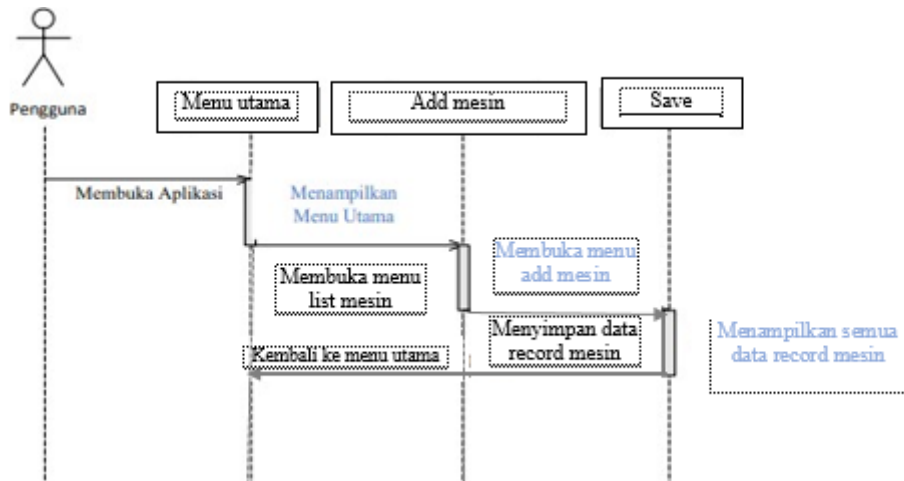 Pengguna
Menu utama
Add mesin
Save
Membuka Aplikasi
Menampilkan
Menu Utama
Membuka menu
add mesin
Membuka menu
list mesin
Menyimpan data
record mesin
Menampilkan semua
data record mesin
Kembali ke menu utama